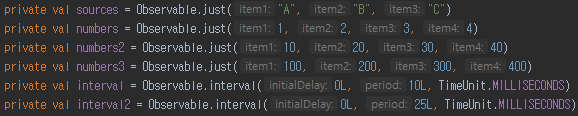 private val sources = Observable.just( item1: "A", item2: "B", item3: "C")
private val numbers = Observable.just( item1: 1, item2: 2, item3: 3, item4: 4)
private val numbers2 = Observable.just( item1: 10, item2: 20, item3: 30, item4: 40)
private val numbers3 = Observable.just( item1: 100, item2: 200, item3: 300, item4: 400)
private val interval = Observable.interval( initialDelay: 0L, period: 10L, TimeUnit.MILLISECONDS)
private val interval2 = Observable.interval( initialDelay: 0L, period: 25L, TimeUnit.MILLISECONDS)